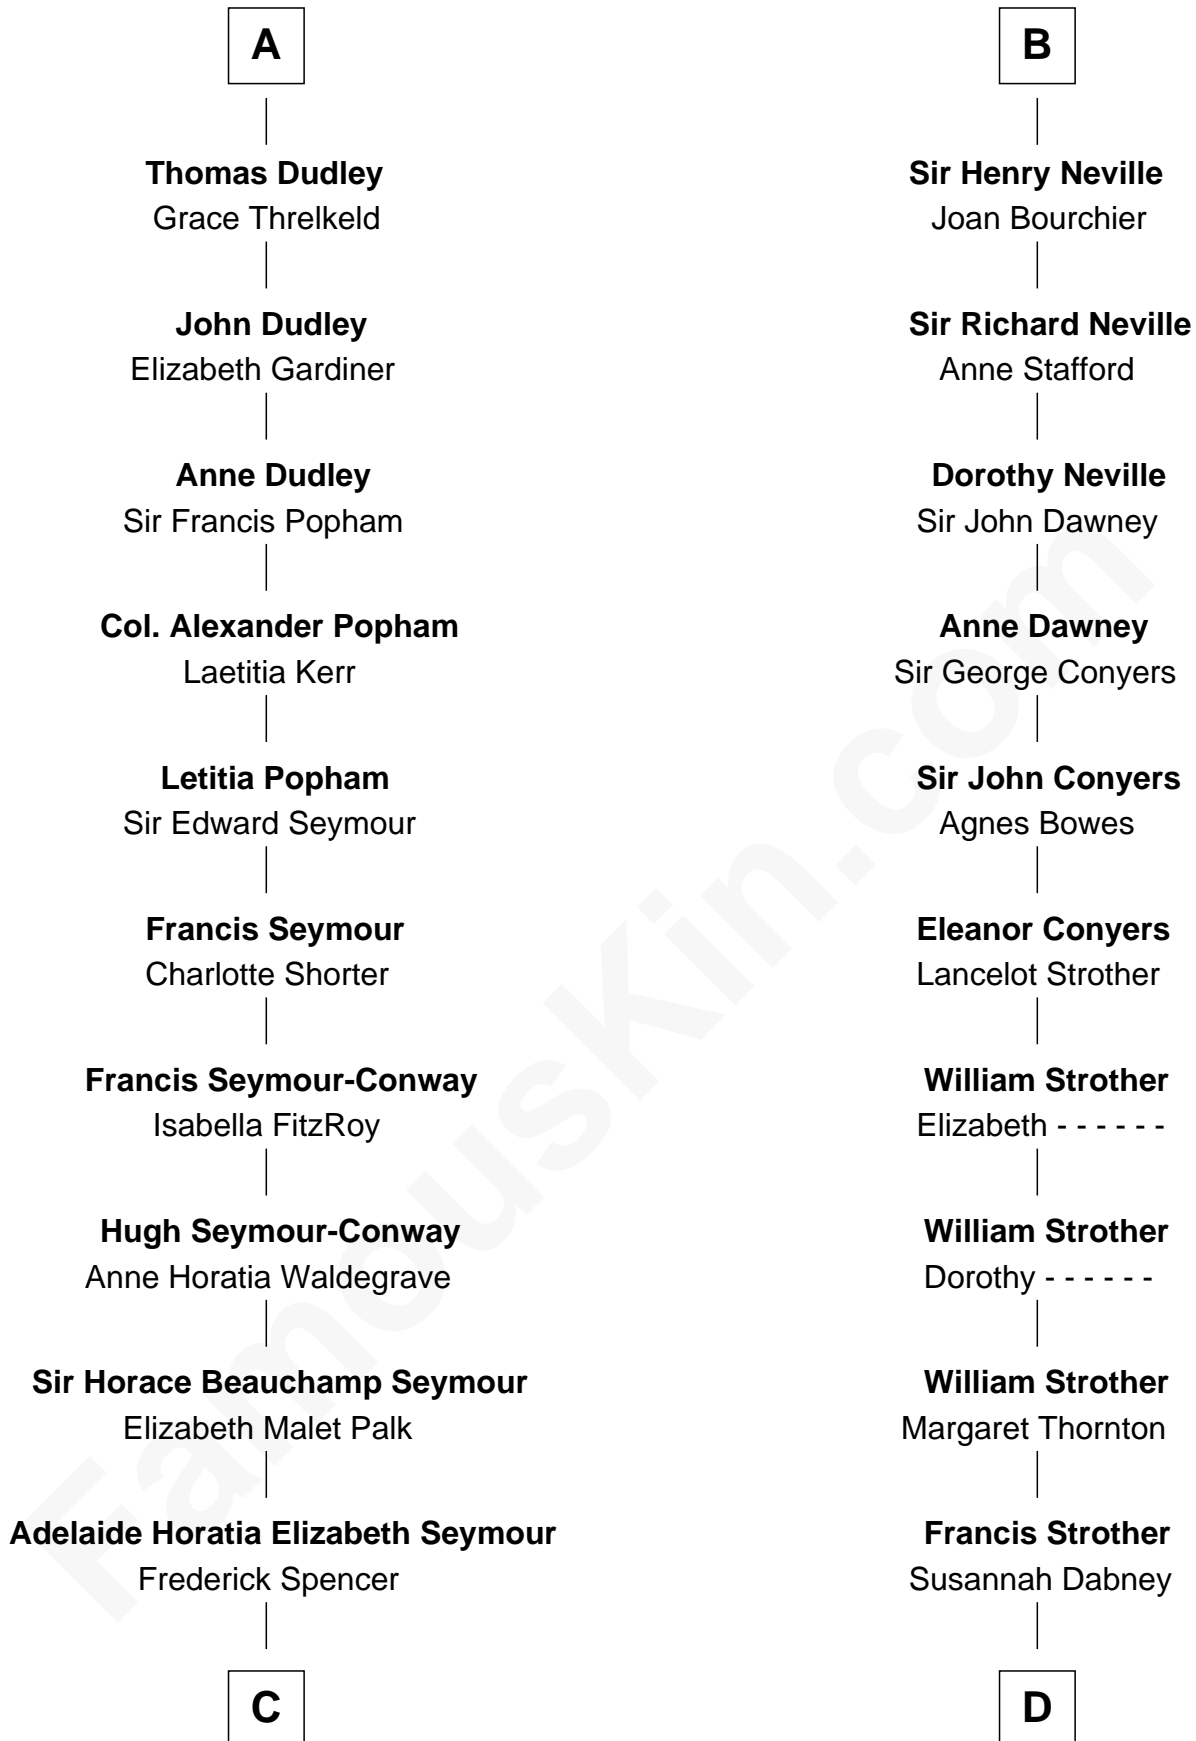 A
Thomas Dudley
Grace Threlkeld
John Dudley
Elizabeth Gardiner
Anne Dudley
Sir Francis Popham
Col. Alexander Popham
Laetitia Kerr
Letitia Popham
Sir Edward Seymour
Francis Seymour
Charlotte Shorter
Francis Seymour-Conway
Isabella FitzRoy
Hugh Seymour-Conway
Anne Horatia Waldegrave
Sir Horace Beauchamp Seymour
Elizabeth Malet Palk
Adelaide Horatia Elizabeth Seymour
Frederick Spencer
C
B
Sir Henry Neville
Joan Bourchier
Sir Richard Neville
Anne Stafford
Dorothy Neville
Sir John Dawney
Anne Dawney
Sir George Conyers
Sir John Conyers
Agnes Bowes
Eleanor Conyers
Lancelot Strother
William Strother
Elizabeth - - - - - -
William Strother
Dorothy - - - - - -
William Strother
Margaret Thornton
Francis Strother
Susannah Dabney
D
FamousKin.com